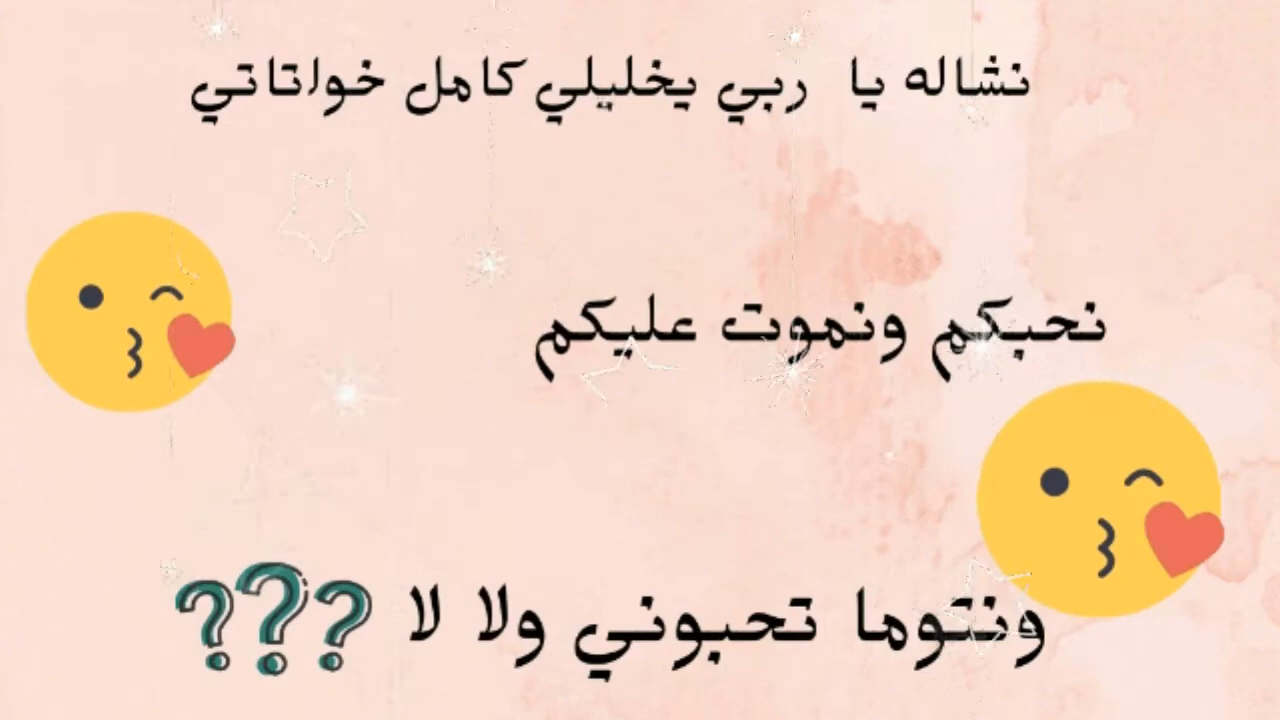 نشاله يا ربي يخليلي كامل خواتاتي
نحبكم ونموت عليكم
ونتوما تحبوني ولا لا ???